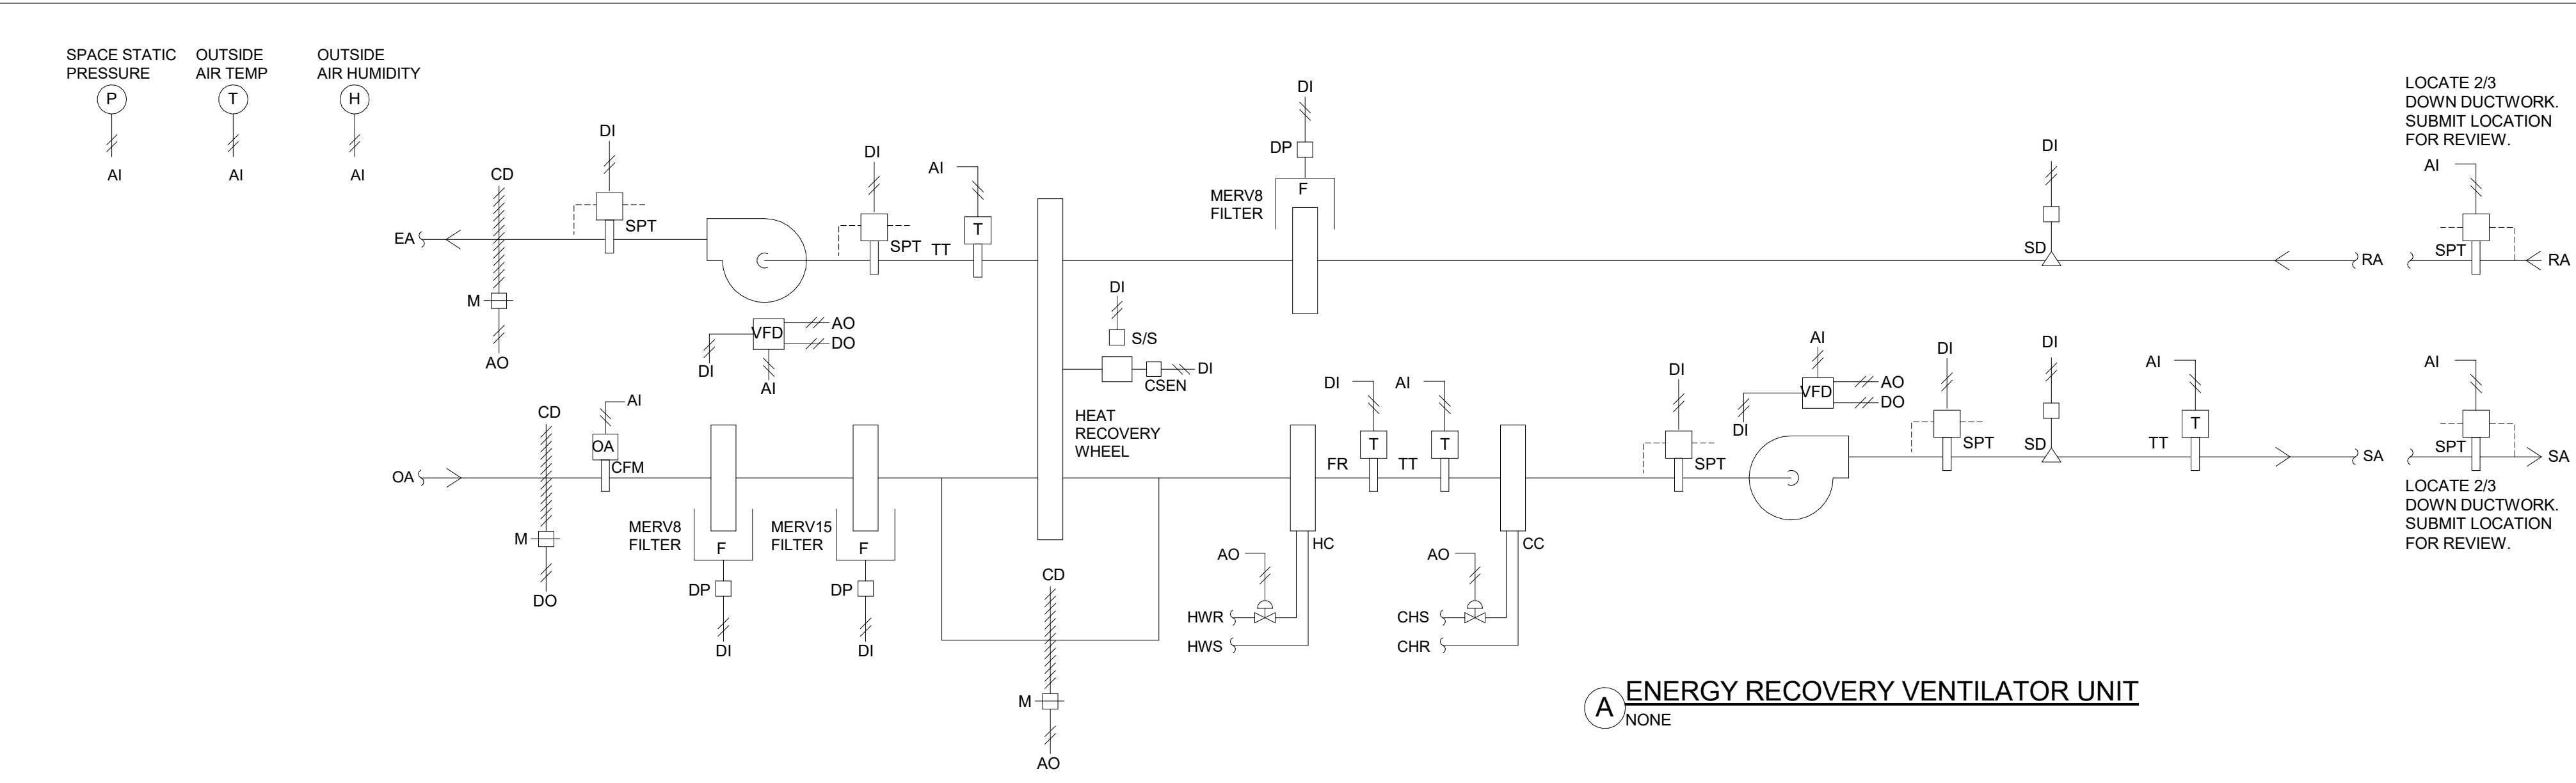 SPACE STATIC
PRESSURE
P
AI
OUTSIDE
AIR TEMP
T
AI
OUTSIDE
AIR HUMIDITY
H
AI
EA
CD
M
AO
DI
SPT
DI
SPT
TT
AI
T
VFD
AO
DO
DI
AI
DI
DP
F
MERV8
FILTER
DI
SD
RA
LOCATE 2/3
DOWN DUCTWORK.
SUBMIT LOCATION
FOR REVIEW.
AI
SPT
RA
DI
S/S
CSEN
DI
HEAT
RECOVERY
WHEEL
OA
CD
M
DO
AI
OA
CFM
MERV8
FILTER
F
DP
DI
MERV15
FILTER
F
DP
DI
CD
M
AO
HC
AO
HWR
HWS
DI
T
FR
AI
T
TT
CC
AO
CHS
CHR
DI
SPT
AI
VFD
AO
DO
DI
DI
SPT
DI
SD
AI
T
TT
SA
AI
SPT
SA
LOCATE 2/3
DOWN DUCTWORK.
SUBMIT LOCATION
FOR REVIEW.
A
ENERGY RECOVERY VENTILATOR UNIT
NONE